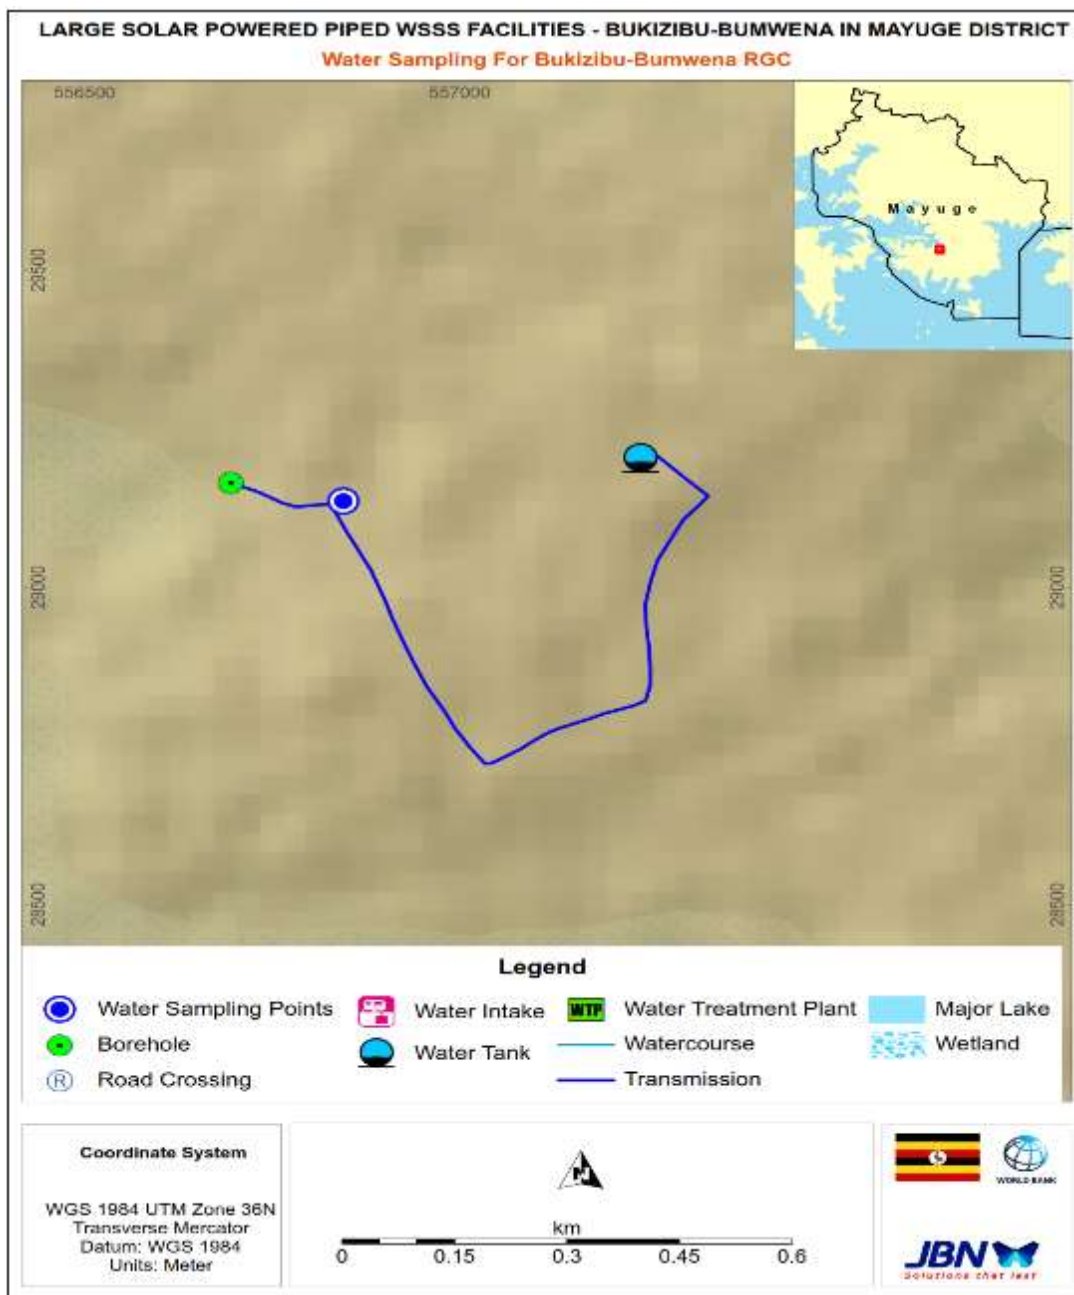 LARGE SOLAR POWERED PIPED WSSS FACILITIES - BUKIZIBU-BUMWENA IN MAYUGE DISTRICT
Water Sampling For Bukizibu-Bumwena RGC
556500 557000
Mayuge
29500
29000 29000
28500 28500
Legend
Water Sampling Points
Borehole
Road Crossing
Water Intake
Water Tank
WTP Water Treatment Plant
Watercourse
Transmission
Major Lake
Wetland
Coordinate System
WGS 1984 UTM Zone 36N
Transverse Mercator
Datum: WGS 1984
Units: Meter
N
km
0 0.15 0.3 0.45 0.6
WORLD BANK
JBN
Solutions that last